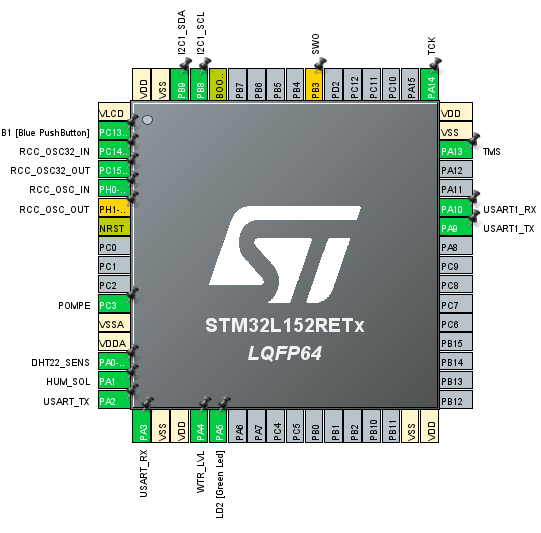 I2C1_SDA
I2C1_SCL
SWO
TCK
VDD
VSS
PB9
PB8
BOO..
PB7
PB6
PB5
PB4
PB3
PD2
PC12
PC11
PC10
PA15
PA14
VLCD
B1 [Blue PushButton] PC13..
RCC_OSC32_IN PC14..
RCC_OSC32_OUT PC15..
RCC_OSC_IN PH0-..
RCC_OSC_OUT PH1-..
NRST
PC0
PC1
PC2
POMPE PC3
VSSA
VDDA
DHT22_SENS PA0-..
HUM_SOL PA1
USART_TX PA2
STM32L152RETx
LQFP64
VDD
VSS
PA13 TMS
PA12
PA11
PA10 USART1_RX
PA9 USART1_TX
PA8
PC9
PC8
PC7
PC6
PB15
PB14
PB13
PB12
PA3
VSS
VDD
PA4
PA5
PA6
PA7
PC4
PC5
PB0
PB1
PB2
PB10
PB11
VSS
VDD
USART_RX
WTR_LVL
LD2 [Green Led]